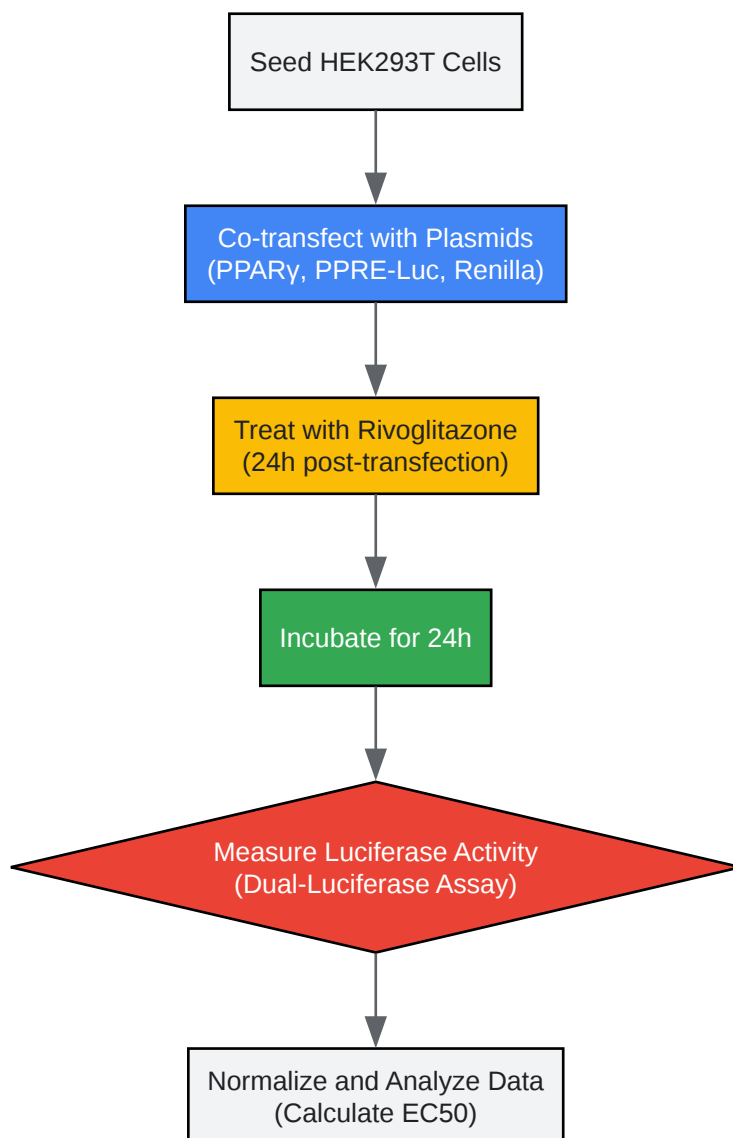 Seed HEK293T Cells
Co-transfect with Plasmids
(PPARγ, PPRE-Luc, Renilla)
Treat with Rivoglitazone
(24h post-transfection)
Incubate for 24h
Measure Luciferase Activity
(Dual-Luciferase Assay)
Normalize and Analyze Data
(Calculate EC50)